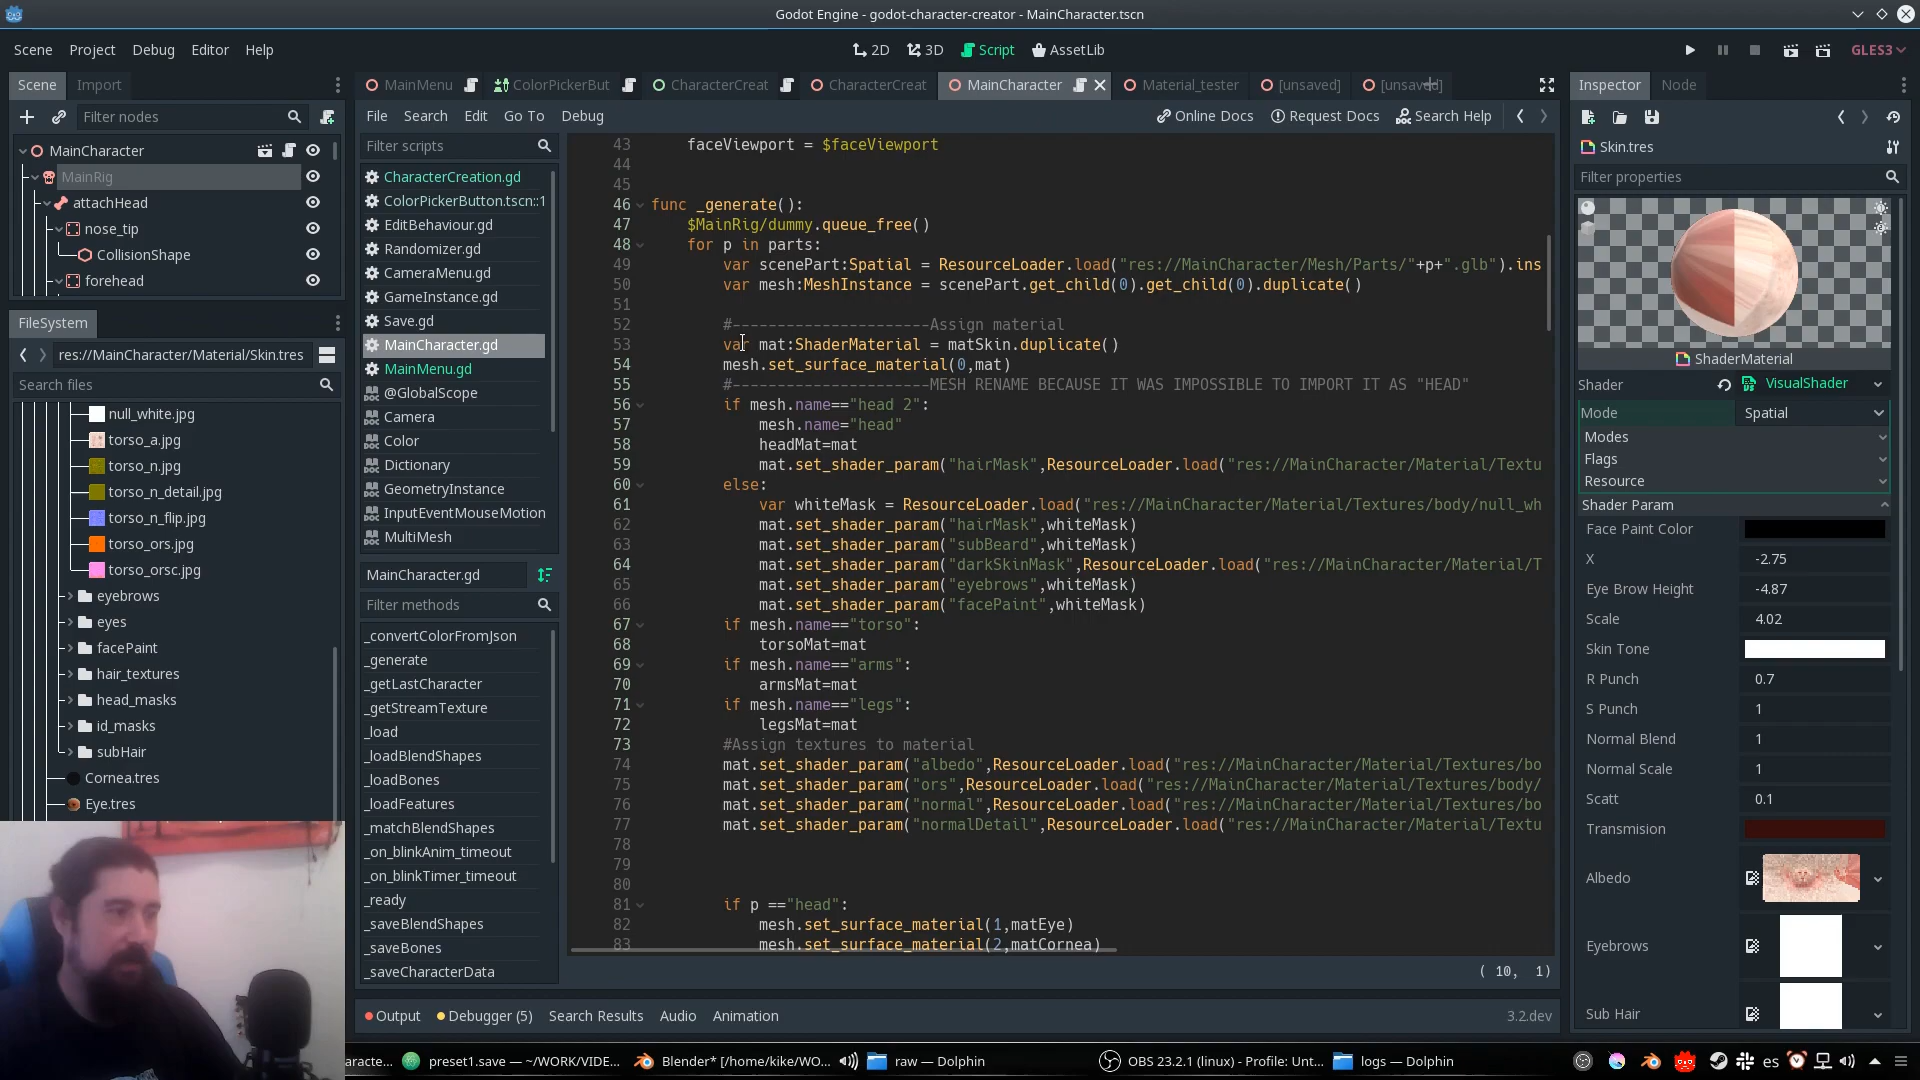 Godot Engine - godot-character-creator - MainCharacter.tscn
Scene Project Debug Editor Help
2D 3D Script AssetLib
GLES3
Scene Import
MainMenu ColorPickerBut CharacterCreat CharacterCreat MainCharacter Material_tester [unsaved]
Inspector Node
Filter nodes
File Search Edit Go To Debug
Online Docs Request Docs Search Help
MainCharacter
MainRig
attachHead
nose_tip
CollisionShape
forehead
FileSystem
res://MainCharacter/Material/Skin.tres
Search files
null_white.jpg
torso_a.jpg
torso_n.jpg
torso_n_detail.jpg
torso_n_flip.jpg
torso_ors.jpg
torso_orsc.jpg
eyebrows
eyes
facePaint
hair_textures
head_masks
id_masks
subHair
Cornea.tres
Eye.tres
Filter scripts
CharacterCreation.gd
ColorPickerButton.tscn::1
EditBehaviour.gd
Randomizer.gd
CameraMenu.gd
GameInstance.gd
Save.gd
MainCharacter.gd
MainMenu.gd
@GlobalScope
Camera
Color
Dictionary
GeometryInstance
InputEventMouseMotion
MultiMesh
MainCharacter.gd
Filter methods
_convertColorFromJson
_generate
_getLastCharacter
_getStreamTexture
_load
_loadBlendShapes
_loadBones
_loadFeatures
_matchBlendShapes
_on_blinkAnim_timeout
_on_blinkTimer_timeout
_ready
_saveBlendShapes
_saveBones
_saveCharacterData
43 faceViewport = $faceViewport
44
45
46 func _generate():
47 $MainRig/dummy.queue_free()
48 for p in parts:
49 var scenePart:Spatial = ResourceLoader.load("res://MainCharacter/Mesh/Parts/"+p+".glb").ins
50 var mesh:MeshInstance = scenePart.get_child(0).get_child(0).duplicate()
51
52 #----------------------Assign material
53 var mat:ShaderMaterial = matSkin.duplicate()
54 mesh.set_surface_material(0,mat)
55 #----------------------MESH RENAME BECAUSE IT WAS IMPOSSIBLE TO IMPORT IT AS "HEAD"
56 if mesh.name=="head 2":
57 mesh.name="head"
58 headMat=mat
59 mat.set_shader_param("hairMask",ResourceLoader.load("res://MainCharacter/Material/Textu
60 else:
61 var whiteMask = ResourceLoader.load("res://MainCharacter/Material/Textures/body/null_wh
62 mat.set_shader_param("hairMask",whiteMask)
63 mat.set_shader_param("subBeard",whiteMask)
64 mat.set_shader_param("darkSkinMask",ResourceLoader.load("res://MainCharacter/Material/T
65 mat.set_shader_param("eyebrows",whiteMask)
66 mat.set_shader_param("facePaint",whiteMask)
67 if mesh.name=="torso":
68 torsoMat=mat
69 if mesh.name=="arms":
70 armsMat=mat
71 if mesh.name=="legs":
72 legsMat=mat
73 #Assign textures to material
74 mat.set_shader_param("albedo",ResourceLoader.load("res://MainCharacter/Material/Textures/bo
75 mat.set_shader_param("ors",ResourceLoader.load("res://MainCharacter/Material/Textures/body/
76 mat.set_shader_param("normal",ResourceLoader.load("res://MainCharacter/Material/Textures/bo
77 mat.set_shader_param("normalDetail",ResourceLoader.load("res://MainCharacter/Material/Textu
78
79
80
81 if p =="head":
82 mesh.set_surface_material(1,matEye)
83 mesh.set_surface_material(2,matCornea)
( 10, 1)
Skin.tres
Filter properties
ShaderMaterial
Shader VisualShader
Mode Spatial
Modes
Flags
Resource
Shader Param
Face Paint Color
X -2.75
Eye Brow Height -4.87
Scale 4.02
Skin Tone
R Punch 0.7
S Punch 1
Normal Blend 1
Normal Scale 1
Scatt 0.1
Transmision
Albedo
Eyebrows
Sub Hair
Output Debugger (5) Search Results Audio Animation
3.2.dev
aracte... preset1.save — ~/WORK/VIDE... Blender* [/home/kike/WO... raw — Dolphin OBS 23.2.1 (linux) - Profile: Unt... logs — Dolphin es